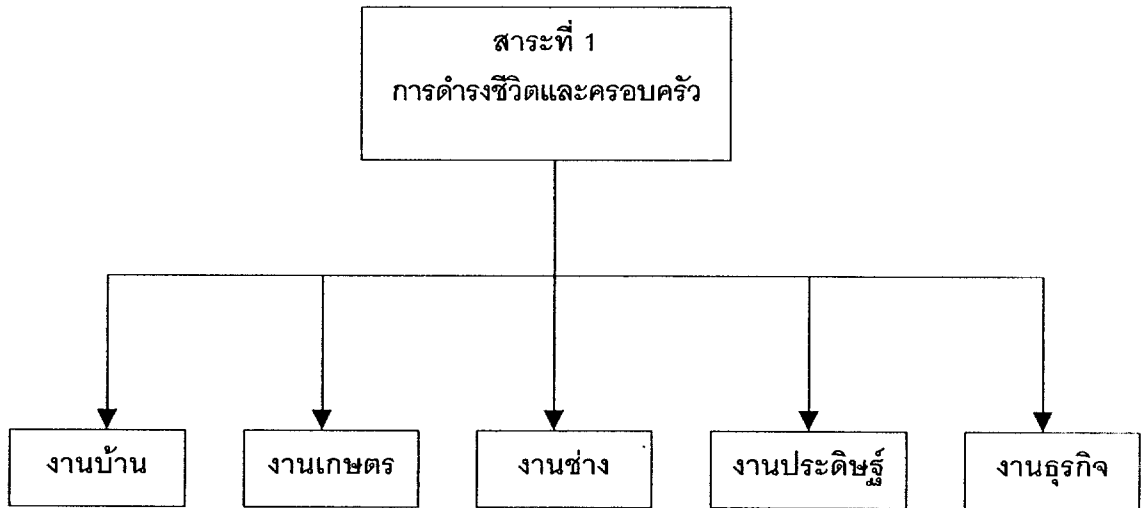 สาระที่ 1
การดำรงชีวิตและครอบครัว
งานบ้าน
งานเกษตร
งานช่าง
งานประดิษฐ์
งานธุรกิจ